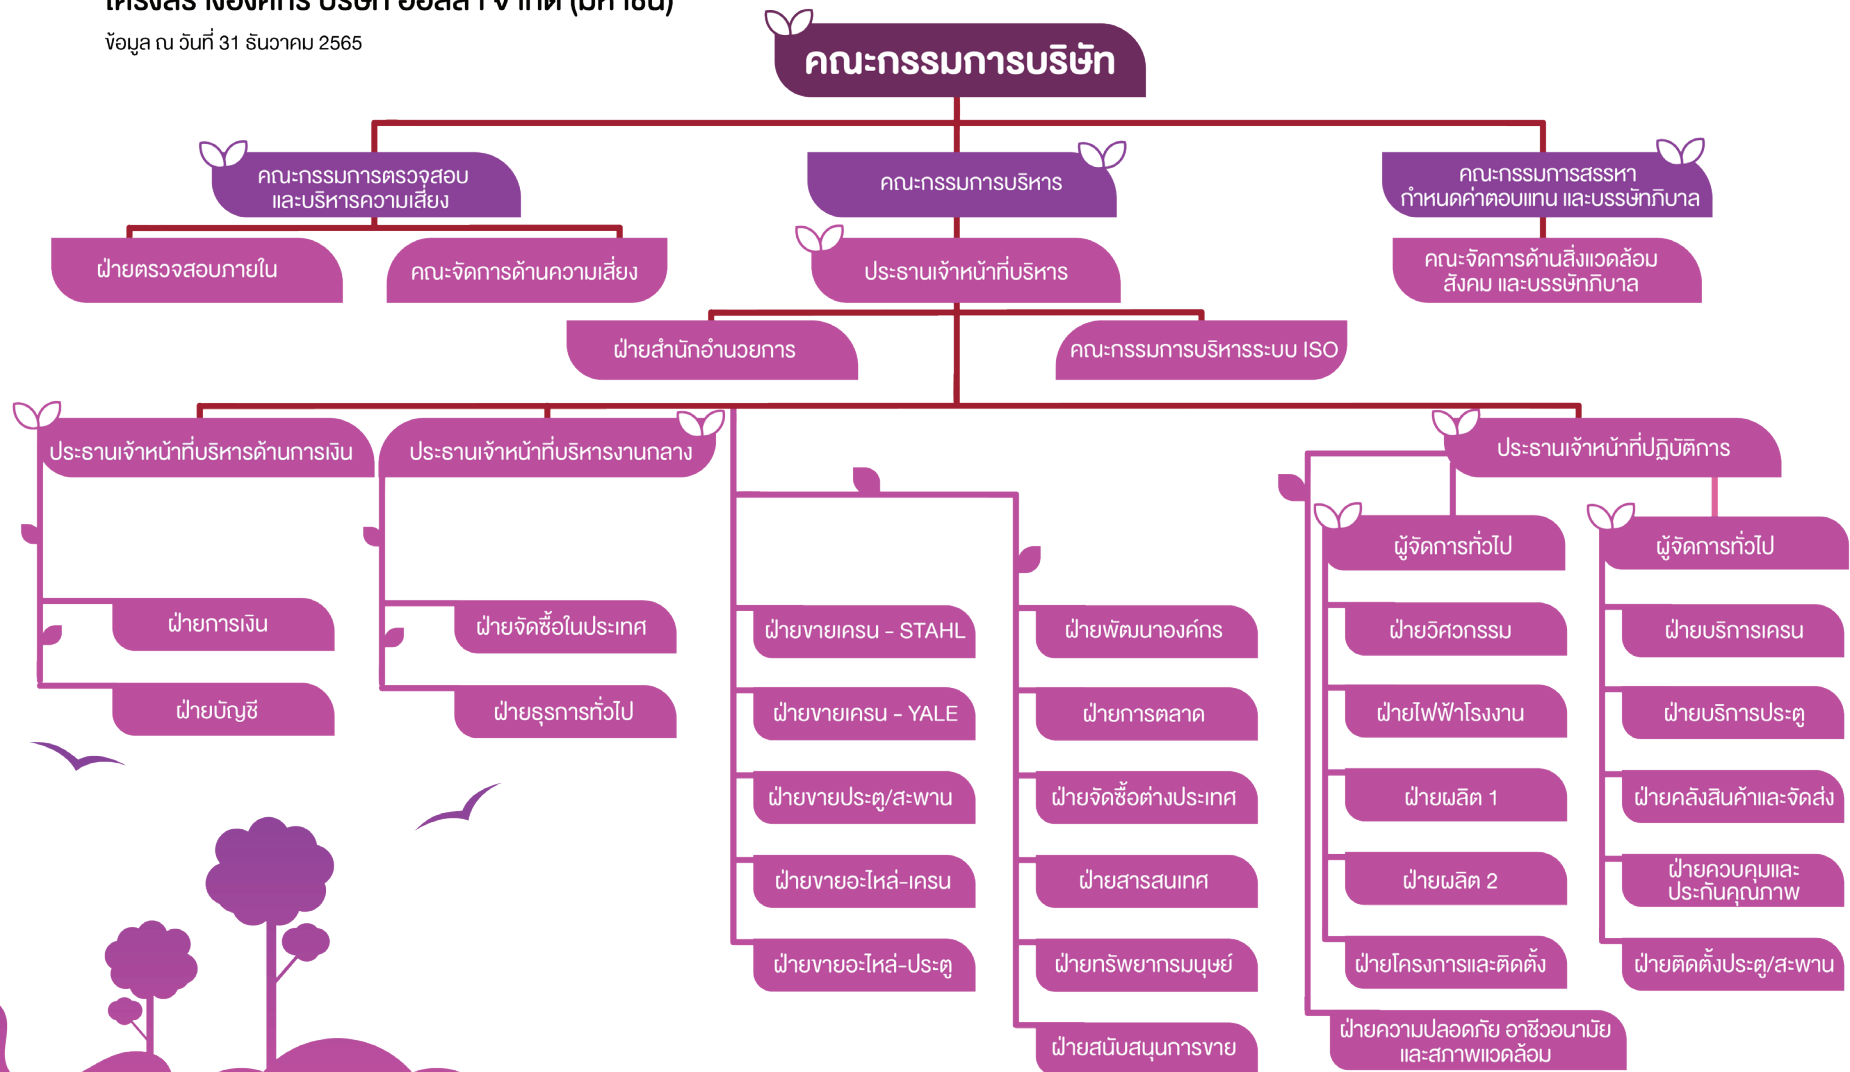 โครงสร้างองค์กร บริษัท ออลล่า จำกัด (มหาชน)
ข้อมูล ณ วันที่ 31 ธันวาคม 2565
คณะกรรมการบริษัท
คณะกรรมการตรวจสอบ
และบริหารความเสี่ยง
คณะกรรมการบริหาร
คณะกรรมการสรรหา
กำหนดค่าตอบแทน และบรรษัทภิบาล
ฝ่ายตรวจสอบภายใน
คณะจัดการด้านความเสี่ยง
ประธานเจ้าหน้าที่บริหาร
คณะจัดการด้านสิ่งแวดล้อม
สังคม และบรรษัทภิบาล
ฝ่ายสำนักอำนวยการ
คณะกรรมการบริหารระบบ ISO
ประธานเจ้าหน้าที่บริหารด้านการเงิน
ประธานเจ้าหน้าที่บริหารงานกลาง
ประธานเจ้าหน้าที่ปฏิบัติการ
ผู้จัดการทั่วไป
ผู้จัดการทั่วไป
ฝ่ายการเงิน
ฝ่ายบัญชี
ฝ่ายจัดซื้อในประเทศ
ฝ่ายธุรการทั่วไป
ฝ่ายขายเครน - STAHL
ฝ่ายขายเครน - YALE
ฝ่ายขายประตู/สะพาน
ฝ่ายขายอะไหล่-เครน
ฝ่ายขายอะไหล่-ประตู
ฝ่ายพัฒนาองค์กร
ฝ่ายการตลาด
ฝ่ายจัดซื้อต่างประเทศ
ฝ่ายสารสนเทศ
ฝ่ายทรัพยากรมนุษย์
ฝ่ายสนับสนุนการขาย
ฝ่ายวิศวกรรม
ฝ่ายไฟฟ้าโรงงาน
ฝ่ายผลิต 1
ฝ่ายผลิต 2
ฝ่ายโครงการและติดตั้ง
ฝ่ายความปลอดภัย อาชีวอนามัย
และสภาพแวดล้อม
ฝ่ายบริการเครน
ฝ่ายบริการประตู
ฝ่ายคลังสินค้าและจัดส่ง
ฝ่ายควบคุมและ
ประกันคุณภาพ
ฝ่ายติดตั้งประตู/สะพาน